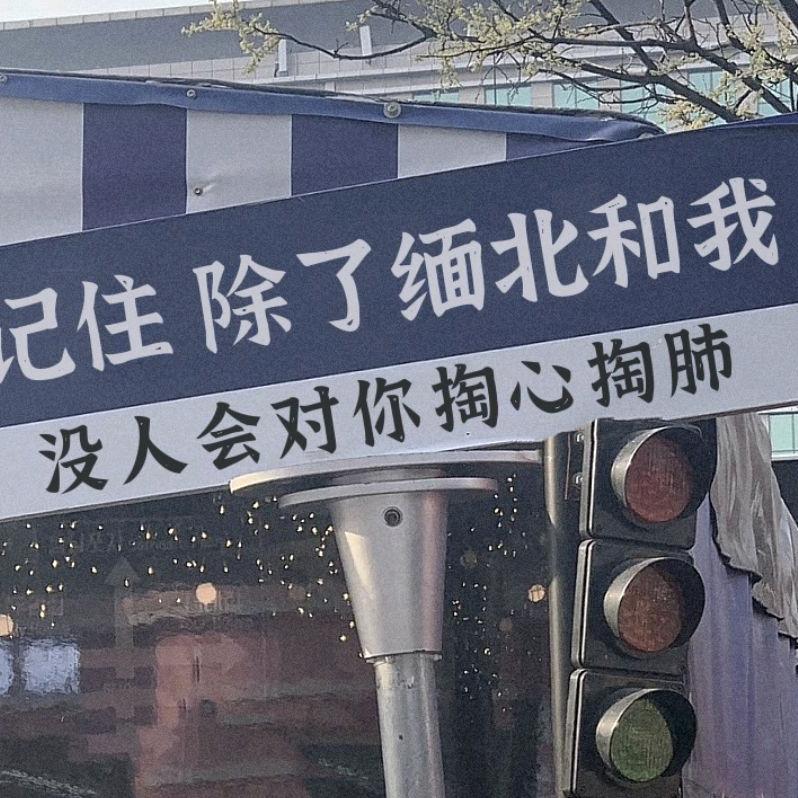 记住 除了缅北和我
没人会对你掏心掏肺